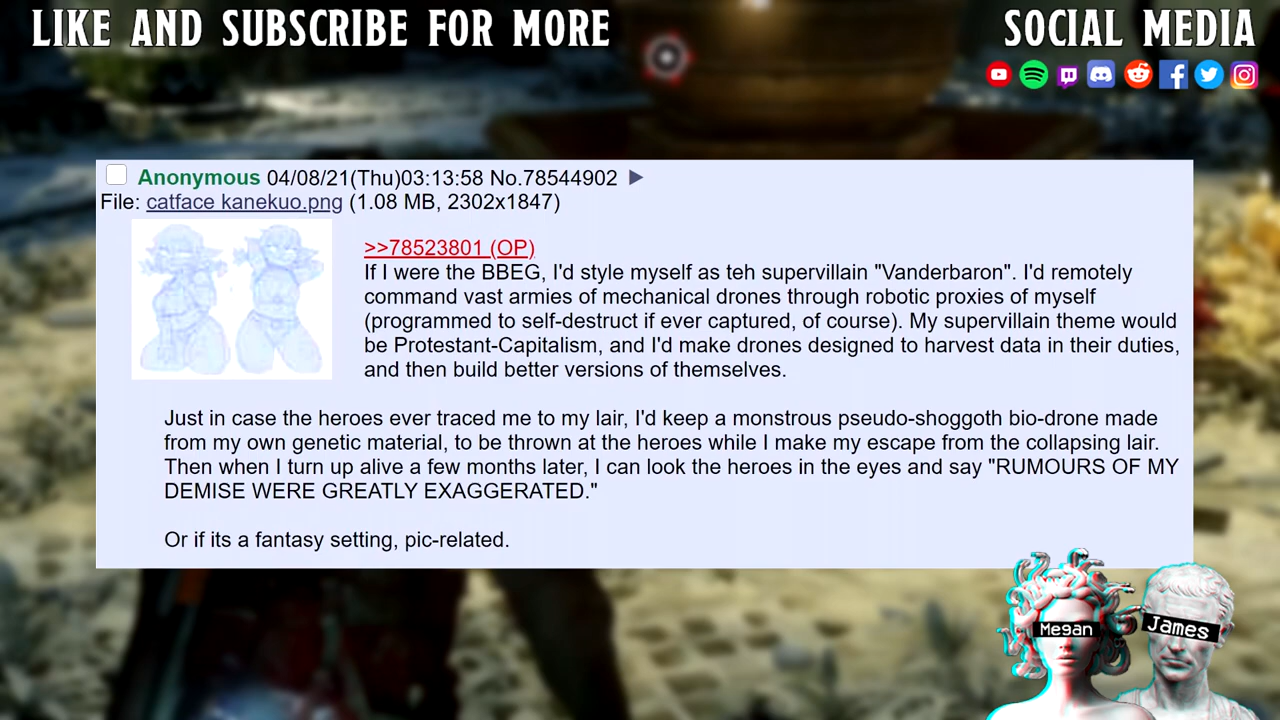 LIKE AND SUBSCRIBE FOR MORE
SOCIAL MEDIA
Anonymous 04/08/21(Thu)03:13:58 No.78544902
File: catface kanekuo.png (1.08 MB, 2302x1847)
>>78523801 (OP)
If I were the BBEG, I'd style myself as teh supervillain "Vanderbaron". I'd remotely
command vast armies of mechanical drones through robotic proxies of myself
(programmed to self-destruct if ever captured, of course). My supervillain theme would
be Protestant-Capitalism, and I'd make drones designed to harvest data in their duties,
and then build better versions of themselves.
Just in case the heroes ever traced me to my lair, I'd keep a monstrous pseudo-shoggoth bio-drone made
from my own genetic material, to be thrown at the heroes while I make my escape from the collapsing lair.
Then when I turn up alive a few months later, I can look the heroes in the eyes and say "RUMOURS OF MY
DEMISE WERE GREATLY EXAGGERATED."
Or if its a fantasy setting, pic-related.
Megan
James